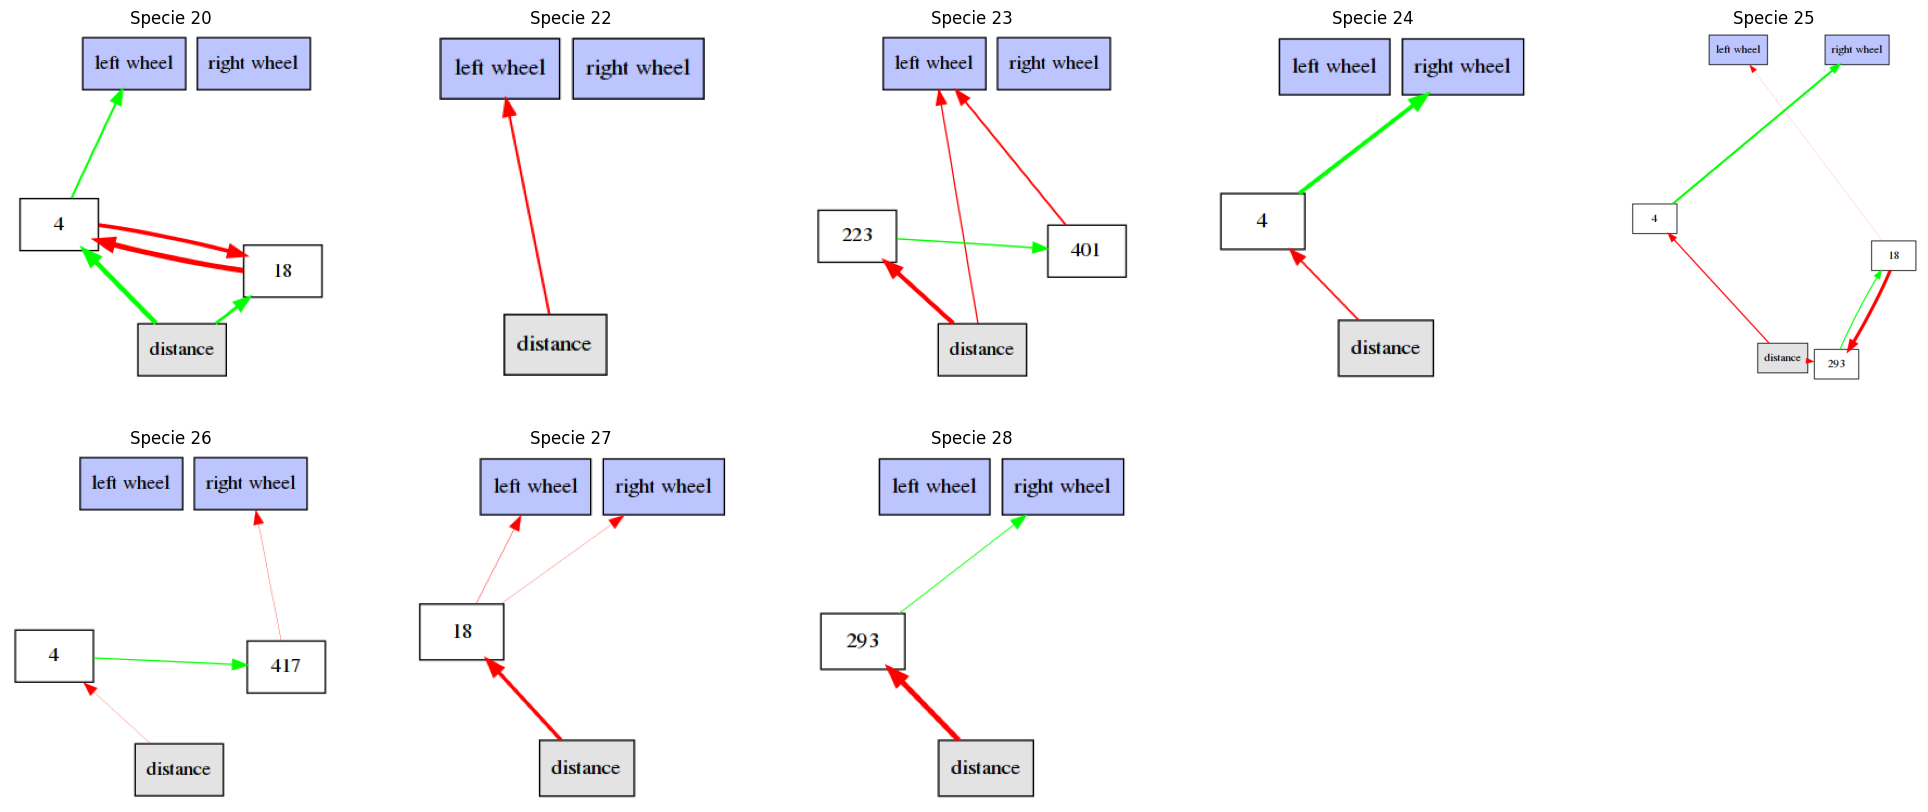 Specie 20
left wheel right wheel
4
18
distance
Specie 22
left wheel right wheel
distance
Specie 23
left wheel right wheel
223
401
distance
Specie 24
left wheel right wheel
4
distance
Specie 25
left wheel right wheel
4
18
distance
293
Specie 26
left wheel right wheel
4
417
distance
Specie 27
left wheel right wheel
18
distance
Specie 28
left wheel right wheel
293
distance